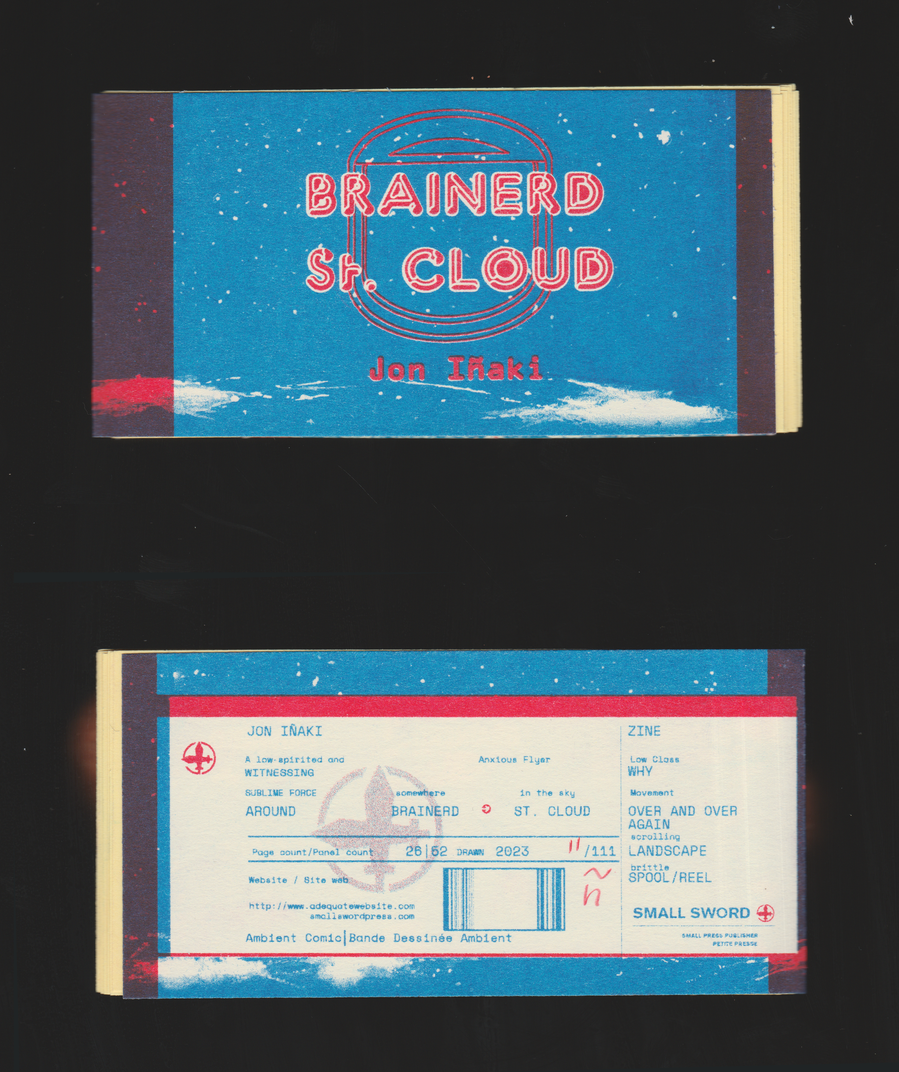 BRAINERD
St. CLOUD
Jon Iñaki
JON IÑAKI
ZINE
A low-spirited and
Anxious Flyer
Low Class
WITNESSING
WHY
SUBLIME FORCE
somewhere
in the sky
Movement
AROUND
BRAINERD
ST. CLOUD
OVER AND OVER
AGAIN
scrolling
Page count/Panel count
26|52 DRAWN 2023
11/111
LANDSCAPE
brittle
Website / Site web
SPOOL/REEL
http://www.adequatewebsite.com
smallswordpress.com
SMALL SWORD
Ambient Comic|Bande Dessinée Ambient
SMALL PRESS PUBLISHER
PETITE PRESSE